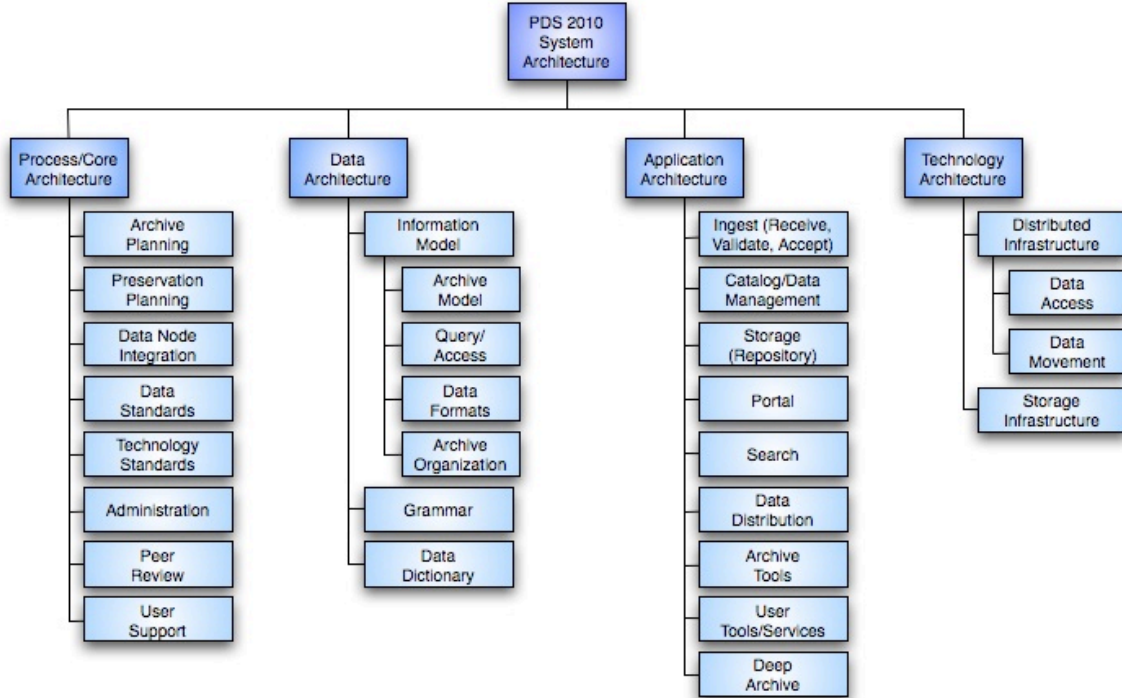 PDS 2010
System
Architecture
Process/Core
Architecture
Archive
Planning
Preservation
Planning
Data Node
Integration
Data
Standards
Technology
Standards
Administration
Peer
Review
User
Support
Data
Architecture
Information
Model
Archive
Model
Query/
Access
Data
Formats
Archive
Organization
Grammar
Data
Dictionary
Application
Architecture
Ingest (Receive,
Validate, Accept)
Catalog/Data
Management
Storage
(Repository)
Portal
Search
Data
Distribution
Archive
Tools
User
Tools/Services
Deep
Archive
Technology
Architecture
Distributed
Infrastructure
Data
Access
Data
Movement
Storage
Infrastructure